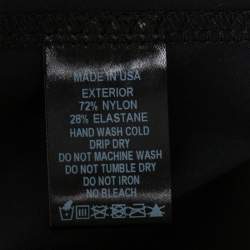 MADE IN USA
EXTERIOR
72% NYLON
28% ELASTANE
HAND WASH COLD
DRIP DRY
DO NOT MACHINE WASH
DO NOT TUMBLE DRY
DO NOT IRON
NO BLEACH